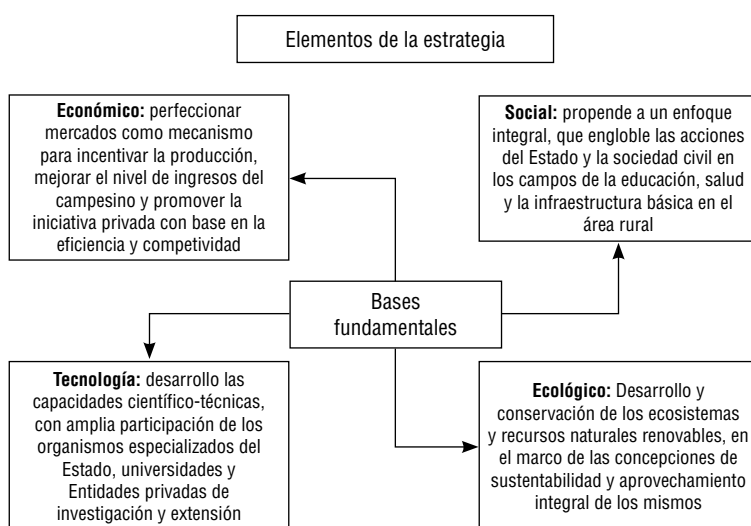 Elementos de la estrategia
Económico: perfeccionar
mercados como mecanismo
para incentivar la producción,
mejorar el nivel de ingresos del
campesino y promover la
iniciativa privada con base en la
eficiencia y competividad
Social: propende a un enfoque
integral, que englobe las acciones
del Estado y la sociedad civil en
los campos de la educación, salud
y la infraestructura básica en el
área rural
Bases
fundamentales
Tecnología: desarrollo las
capacidades científico-técnicas,
con amplia participación de los
organismos especializados del
Estado, universidades y
Entidades privadas de
investigación y extensión
Ecológico: Desarrollo y
conservación de los ecosistemas
y recursos naturales renovables, en
el marco de las concepciones de
sustentabilidad y aprovechamiento
integral de los mismos